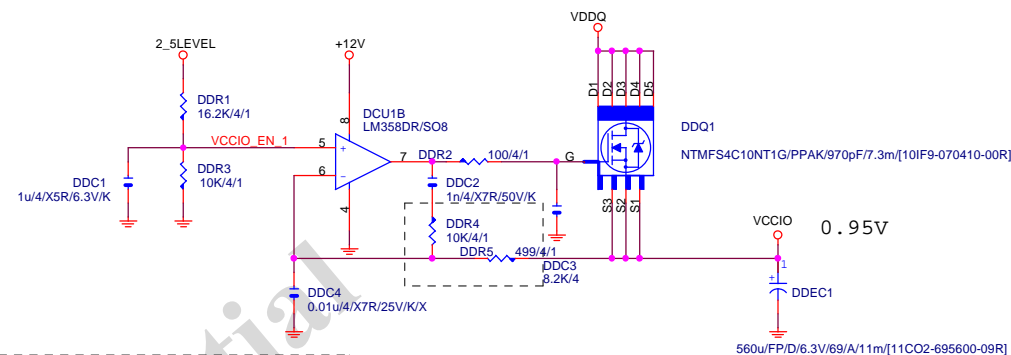 VDDQ
2_5LEVEL
+12V
D1
D2
D3
D4
D5
DDR1
16.2K/4/1
DCU1B
LM358DR/SO8
8
DDQ1
VCCIO_EN_1
5
+
7
DDR2
100/4/1
G
NTMFS4C10NT1G/PPAK/970pF/7.3m/[10IF9-070410-00R]
6
-
DDC1
1u/4/X5R/6.3V/K
DDR3
10K/4/1
DDC2
1n/4/X7R/50V/K
4
S3
S2
S1
DDR4
10K/4/1
VCCIO
0.95V
DDR5
499/4/1
DDC3
8.2K/4
1
+
DDC4
0.01u/4/X7R/25V/K/X
DDEC1
tial
560u/FP/D/6.3V/69/A/11m/[11CO2-695600-09R]